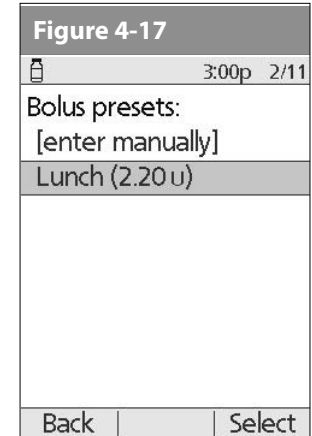 Figure 4-17
3:00p 2/11
Bolus presets:
[enter manually]
Lunch (2.20 U)
Back Select